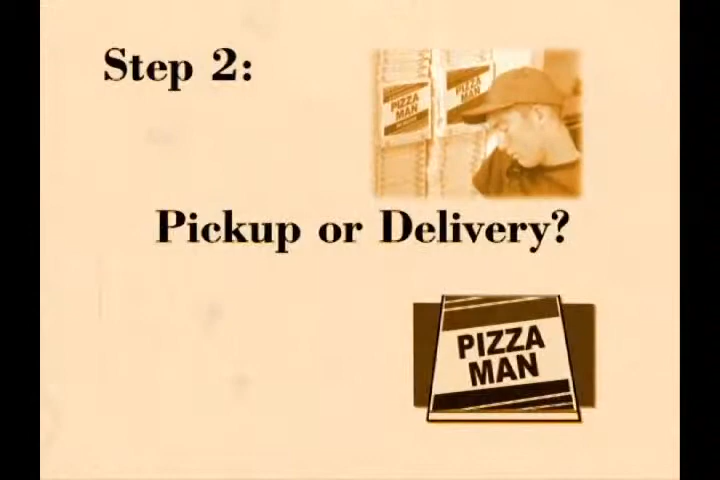 Step 2:
PIZZA
MAN
PIZZA
MAN
Pickup or Delivery?
PIZZA
MAN